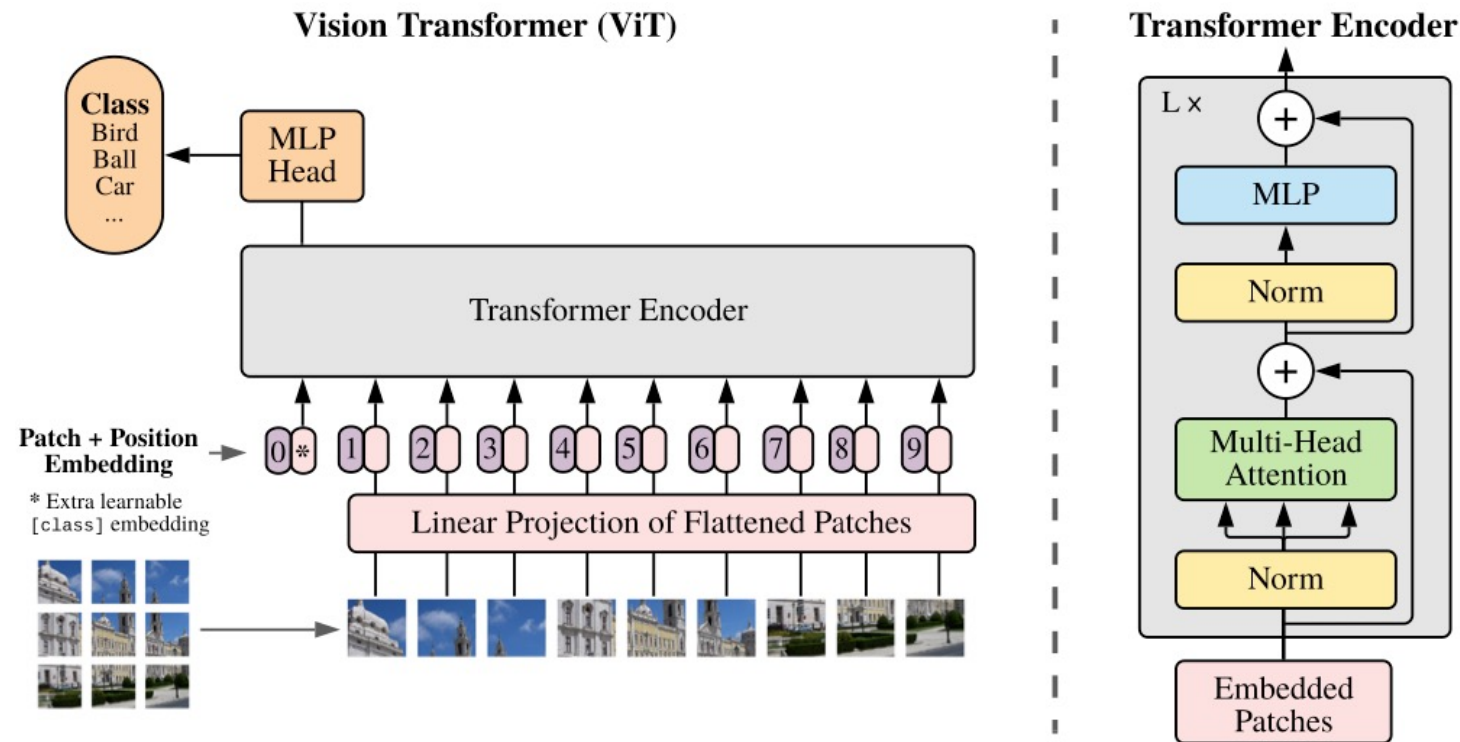 Vision Transformer (ViT)
Class
Bird
Ball
Car
...
MLP
Head
Transformer Encoder
Patch + Position
Embedding
0 * 1 2 3 4 5 6 7 8 9
* Extra learnable
[class] embedding
Linear Projection of Flattened Patches
Transformer Encoder
L ×
+
MLP
Norm
+
Multi-Head
Attention
Norm
Embedded
Patches